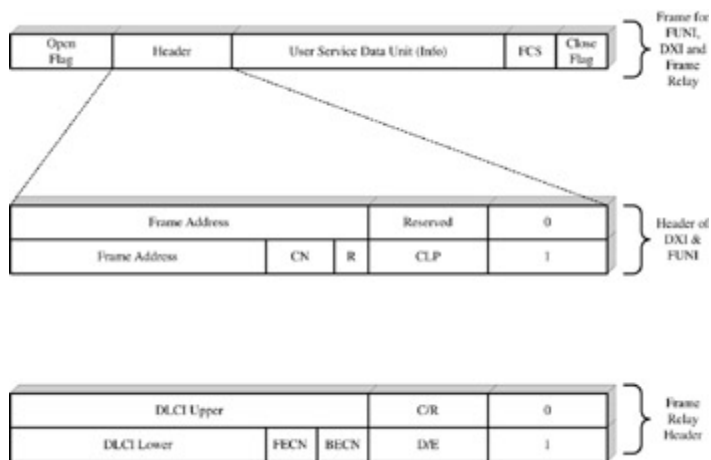 Open Flag Header User Service Data Unit (Info) FCS Close Flag
Frame for FUNI, DXI and Frame Relay
Frame Address Reserved 0
Frame Address CN R CLP 1
Header of DXI & FUNI
DLCI Upper C/R 0
DLCI Lower FECN BECN D/E 1
Frame Relay Header